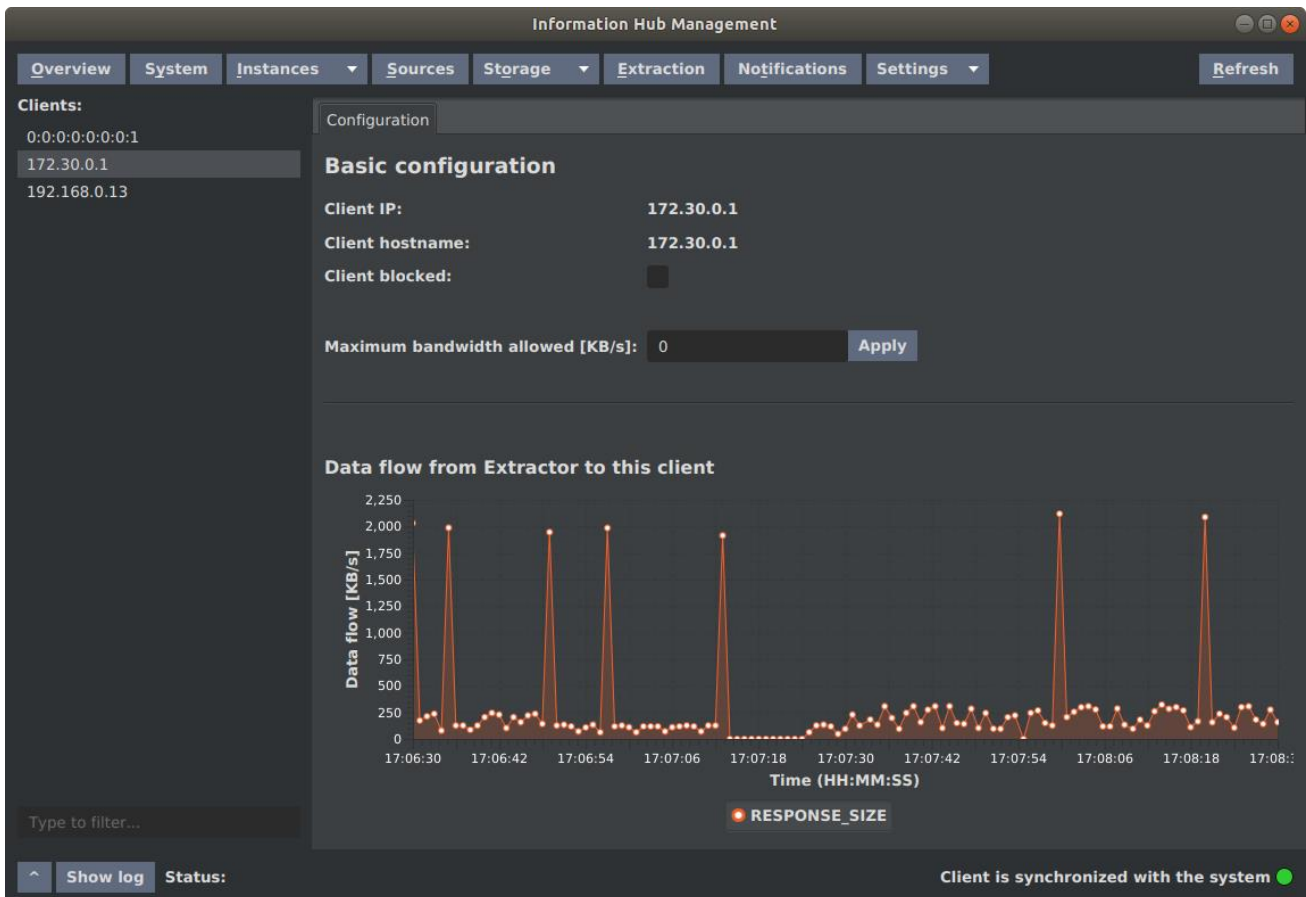 Information Hub Management
Overview System Instances Sources Storage Extraction Notifications Settings Refresh
Clients:
0:0:0:0:0:0:0:1
172.30.0.1
192.168.0.13
Type to filter...
Configuration
Basic configuration
Client IP: 172.30.0.1
Client hostname: 172.30.0.1
Client blocked:
Maximum bandwidth allowed [KB/s]: 0 Apply
Data flow from Extractor to this client
Data flow [KB/s]
2,250
2,000
1,750
1,500
1,250
1,000
750
500
250
0
17:06:30 17:06:42 17:06:54 17:07:06 17:07:18 17:07:30 17:07:42 17:07:54 17:08:06 17:08:18 17:08:
Time (HH:MM:SS)
RESPONSE_SIZE
^ Show log Status: Client is synchronized with the system